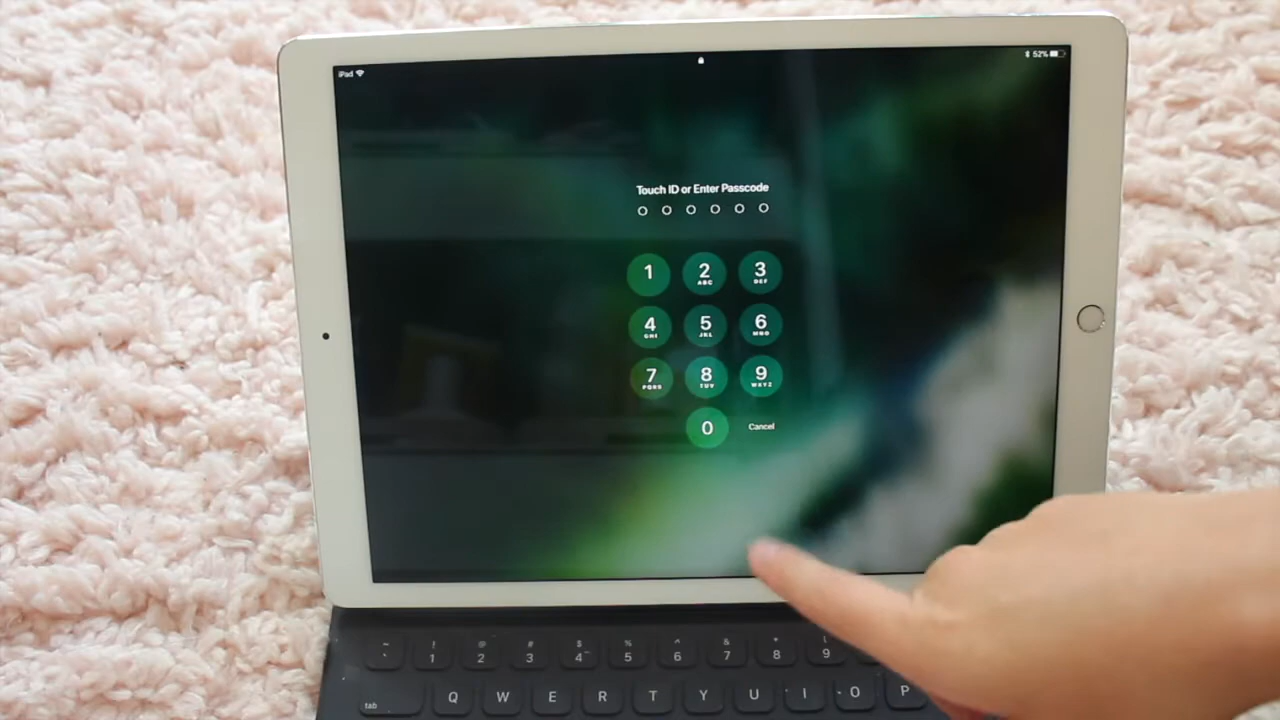 iPad
52%
Touch ID or Enter Passcode
1 2 3
ABC DEF
4 5 6
GHI JKL MNO
7 8 9
PQRS TUV WXYZ
0 Cancel
~ ! @ # $ % ^ & * (
` 1 2 3 4 5 6 7 8 9
tab Q W E R T Y U I O P